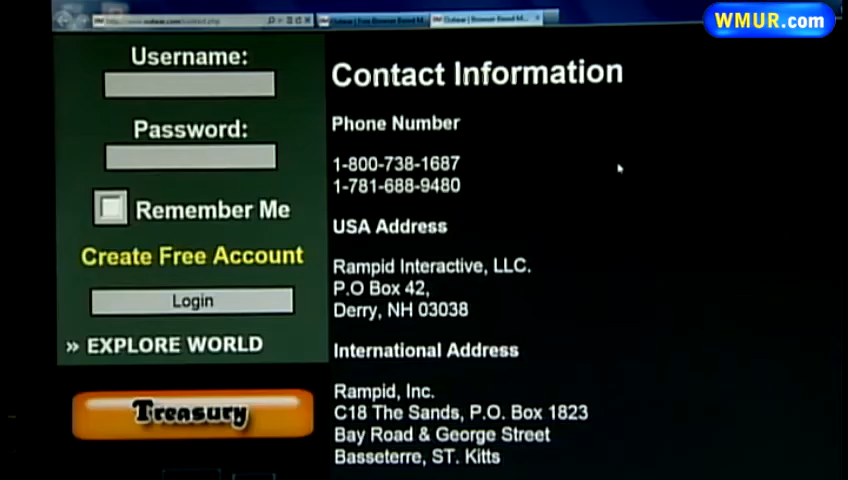 WMUR.com
Username:
Password:
Remember Me
Create Free Account
Login
» EXPLORE WORLD
Treasury
Contact Information
Phone Number
1-800-738-1687
1-781-688-9480
USA Address
Rampid Interactive, LLC.
P.O Box 42,
Derry, NH 03038
International Address
Rampid, Inc.
C18 The Sands, P.O. Box 1823
Bay Road & George Street
Basseterre, ST. Kitts